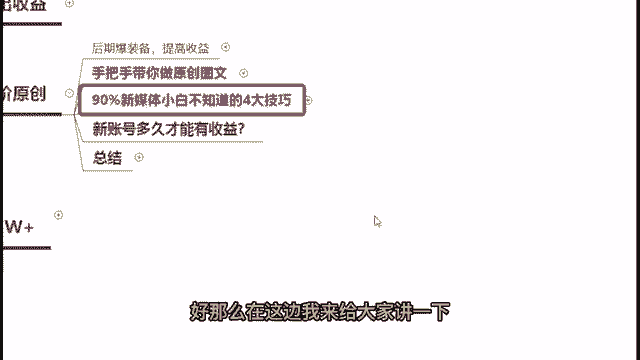 出收益
后期爆装备，提高收益
手把手带你做原创图文
阶原创
90%新媒体小白不知道的4大技巧
新账号多久才能有收益？
总结
W+
好那么在这边我来给大家讲一下